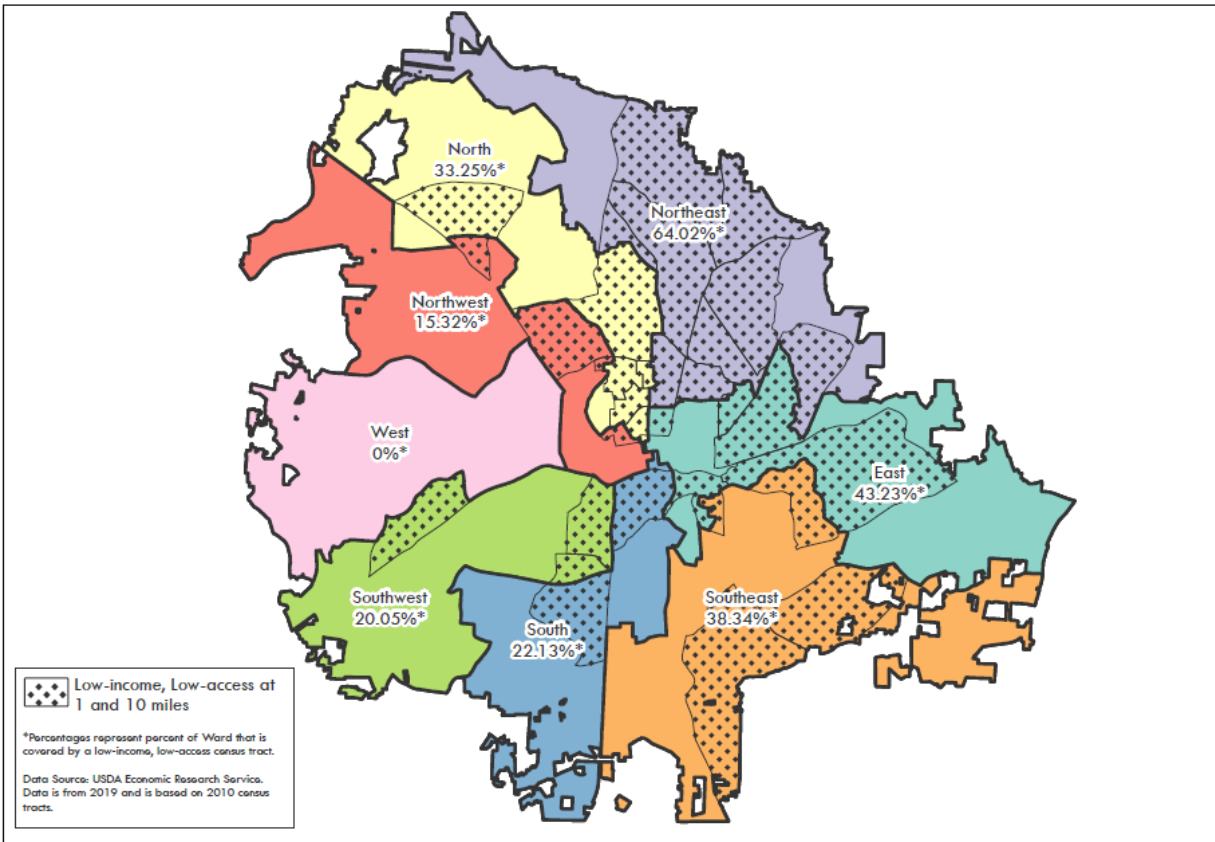 North
33.25%*
Northeast
64.02%*
Northwest
15.32%*
West
0%*
East
43.23%*
Southwest
20.05%*
Southeast
38.34%*
South
22.13%*
Low-income, Low-access at
1 and 10 miles
*Percentages represent percent of Ward that is
covered by a low-income, low-access census tract.
Data Source: USDA Economic Research Service.
Data is from 2019 and is based on 2010 census
tracts.